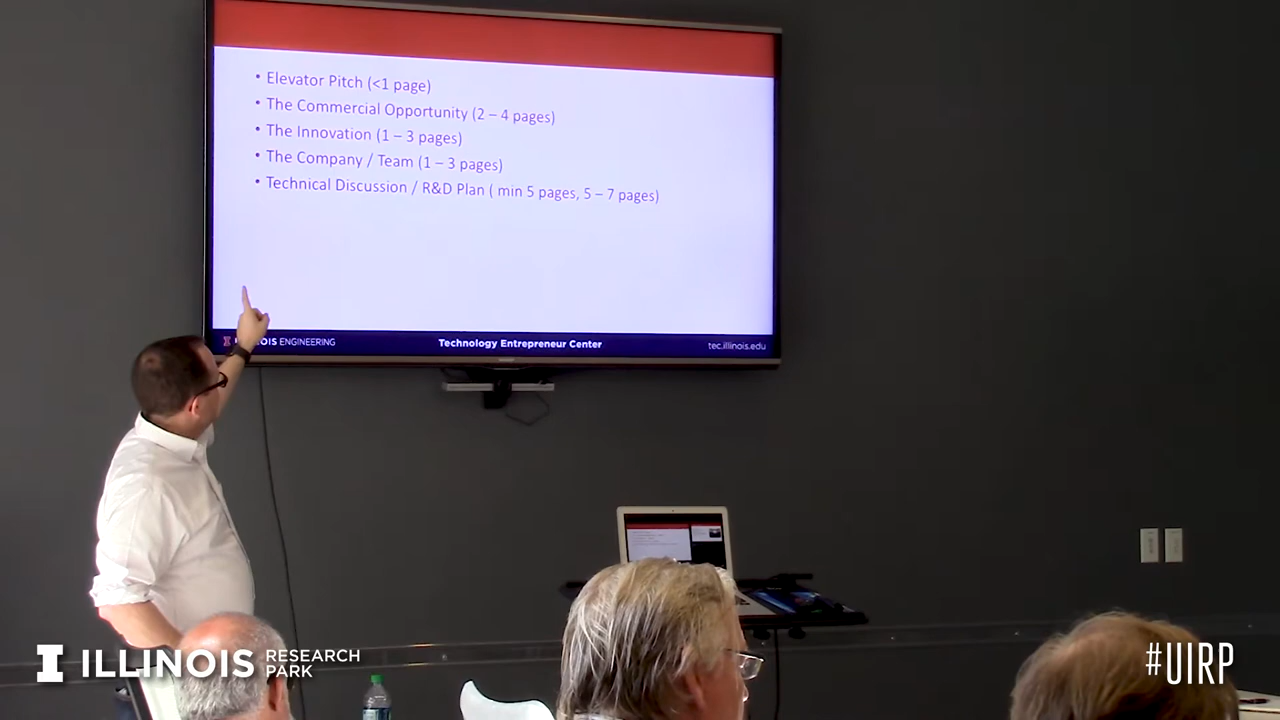 • Elevator Pitch (<1 page)
• The Commercial Opportunity (2 – 4 pages)
• The Innovation (1 – 3 pages)
• The Company / Team (1 – 3 pages)
• Technical Discussion / R&D Plan ( min 5 pages, 5 – 7 pages)
ILLINOIS ENGINEERING
Technology Entrepreneur Center
tec.illinois.edu
I ILLINOIS RESEARCH PARK
#UIRP